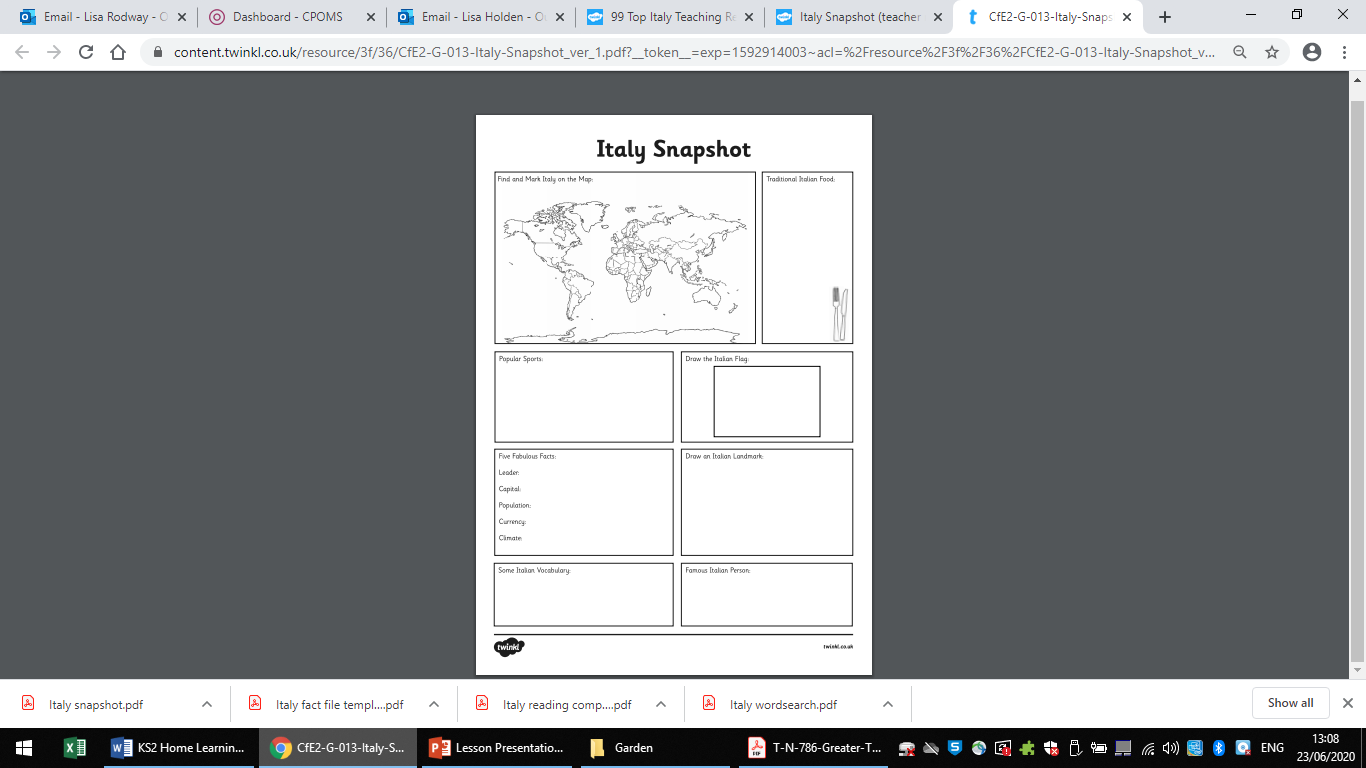 Email - Lisa Rodway - O
Dashboard - CPOMS
Email - Lisa Holden - O
99 Top Italy Teaching Re
Italy Snapshot (teacher
CfE2-G-013-Italy-Snaps
content.twinkl.co.uk/resource/3f/36/CfE2-G-013-Italy-Snapshot_ver_1.pdf?__token__=exp=1592914003~acl=%2Fresource%2F3f%2F36%2FCfE2-G-013-Italy-Snapshot_v...
Italy Snapshot
Find and Mark Italy on the Map:
Traditional Italian Food:
Popular Sports:
Draw the Italian Flag:
Five Fabulous Facts:
Leader:
Capital:
Population:
Currency:
Climate:
Draw an Italian Landmark:
Some Italian Vocabulary:
Famous Italian Person:
twinkl
twinkl.co.uk
Italy snapshot.pdf
Italy fact file templ....pdf
Italy reading comp....pdf
Italy wordsearch.pdf
Show all
KS2 Home Learnin...
CfE2-G-013-Italy-S...
Lesson Presentatio...
Garden
T-N-786-Greater-T...
ENG
13:08
23/06/2020